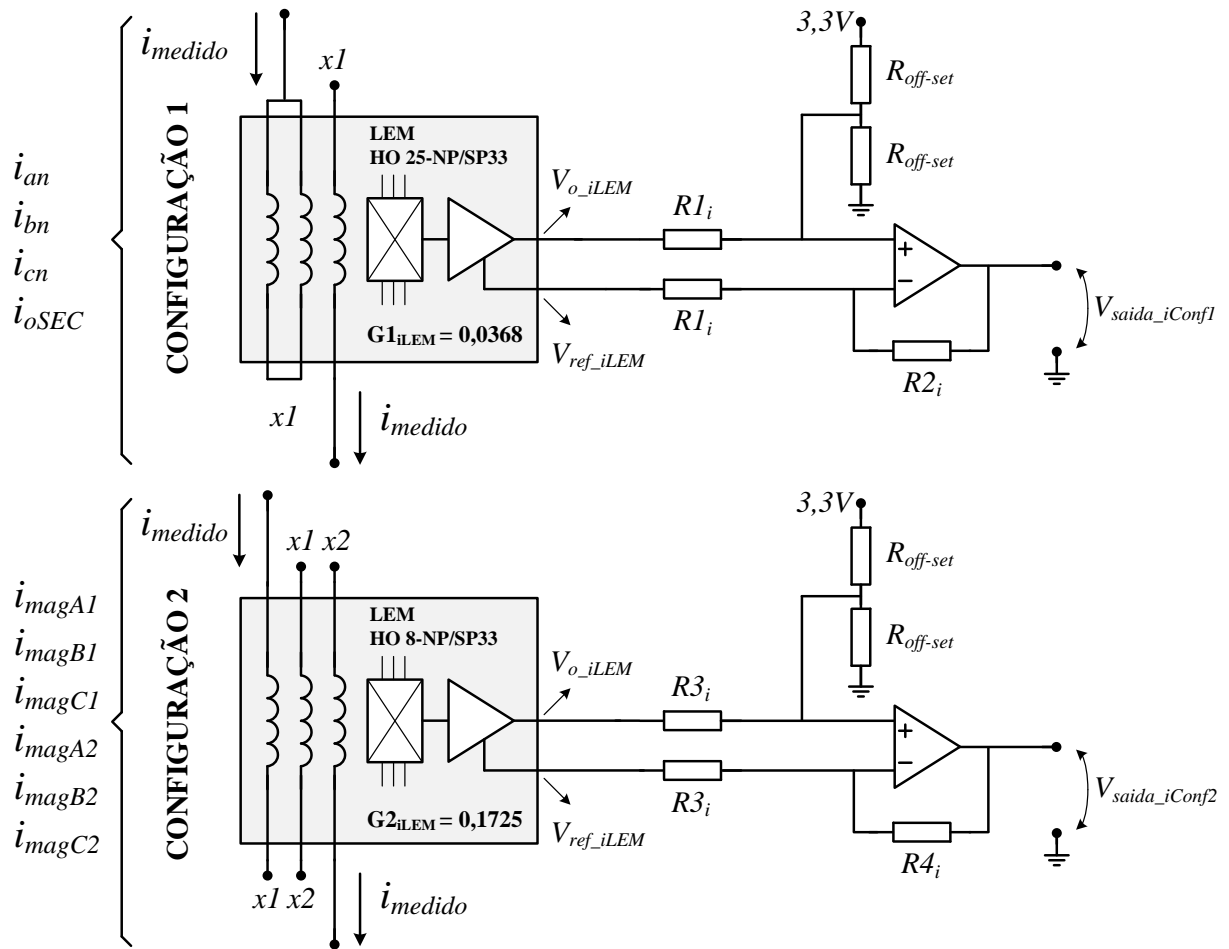 i_medido
CONFIGURAÇÃO 1
i_an
i_bn
i_cn
i_oSEC
x1
LEM
HO 25-NP/SP33
G1_iLEM = 0,0368
x1
i_medido
V_o_iLEM
V_ref_iLEM
R1_i
R1_i
3,3V
R_off-set
R_off-set
R2_i
V_saida_iConf1
i_medido
CONFIGURAÇÃO 2
i_magA1
i_magB1
i_magC1
i_magA2
i_magB2
i_magC2
x1 x2
LEM
HO 8-NP/SP33
G2_iLEM = 0,1725
x1 x2
i_medido
V_o_iLEM
V_ref_iLEM
R3_i
R3_i
3,3V
R_off-set
R_off-set
R4_i
V_saida_iConf2